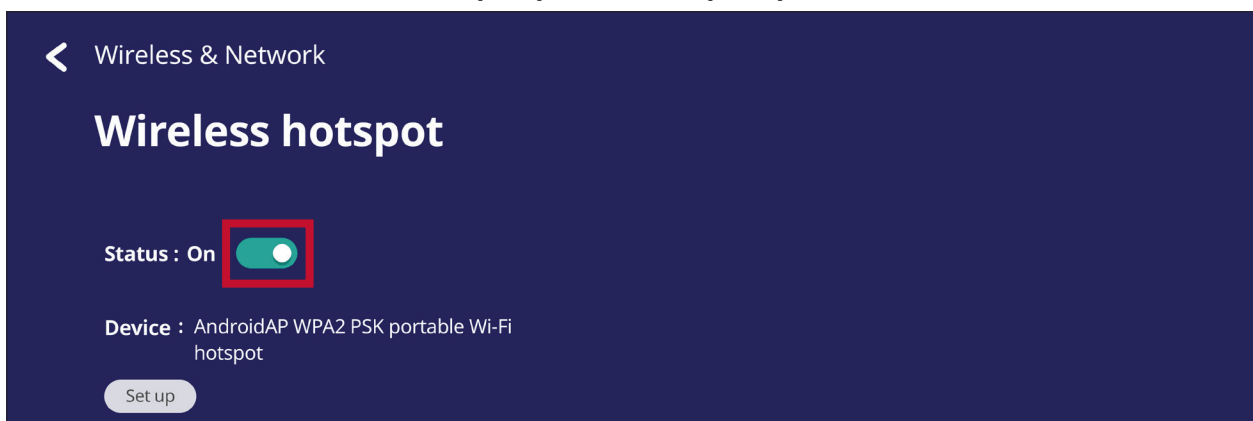 Wireless & Network
Wireless hotspot
Status : On
Device : AndroidAP WPA2 PSK portable Wi-Fi
hotspot
Set up